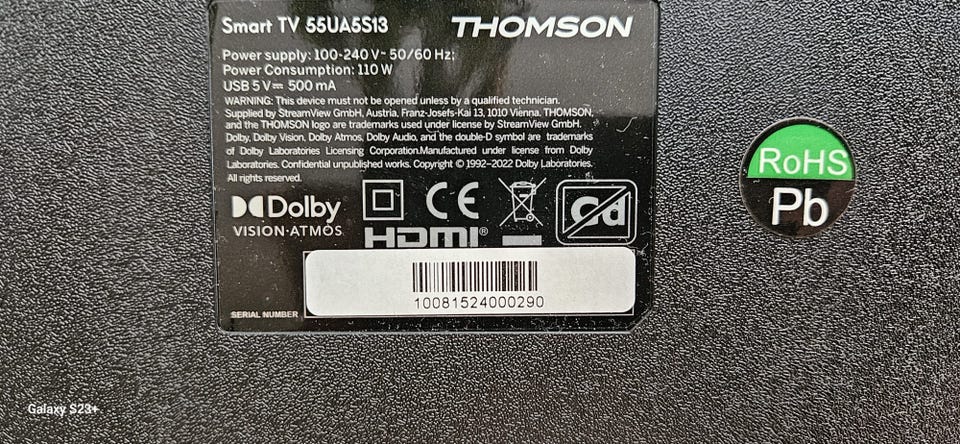 Smart TV 55UA5S13
THOMSON
Power supply: 100-240 V~ 50/60 Hz;
Power Consumption: 110 W
USB 5 V⎓ 500 mA
WARNING: This device must not be opened unless by a qualified technician.
Supplied by StreamView GmbH, Austria, Franz-Josefs-Kai 13, 1010 Vienna. THOMSON,
and the THOMSON logo are trademarks used under license by StreamView GmbH.
Dolby, Dolby Vision, Dolby Atmos, Dolby Audio, and the double-D symbol are trademarks
of Dolby Laboratories Licensing Corporation.Manufactured under license from Dolby
Laboratories. Confidential unpublished works. Copyright © 1992-2022 Dolby Laboratories.
All rights reserved.
Dolby
VISION·ATMOS
CE
Cd
HDMI®
10081524000290
SERIAL NUMBER
RoHS
Pb
Galaxy S23+